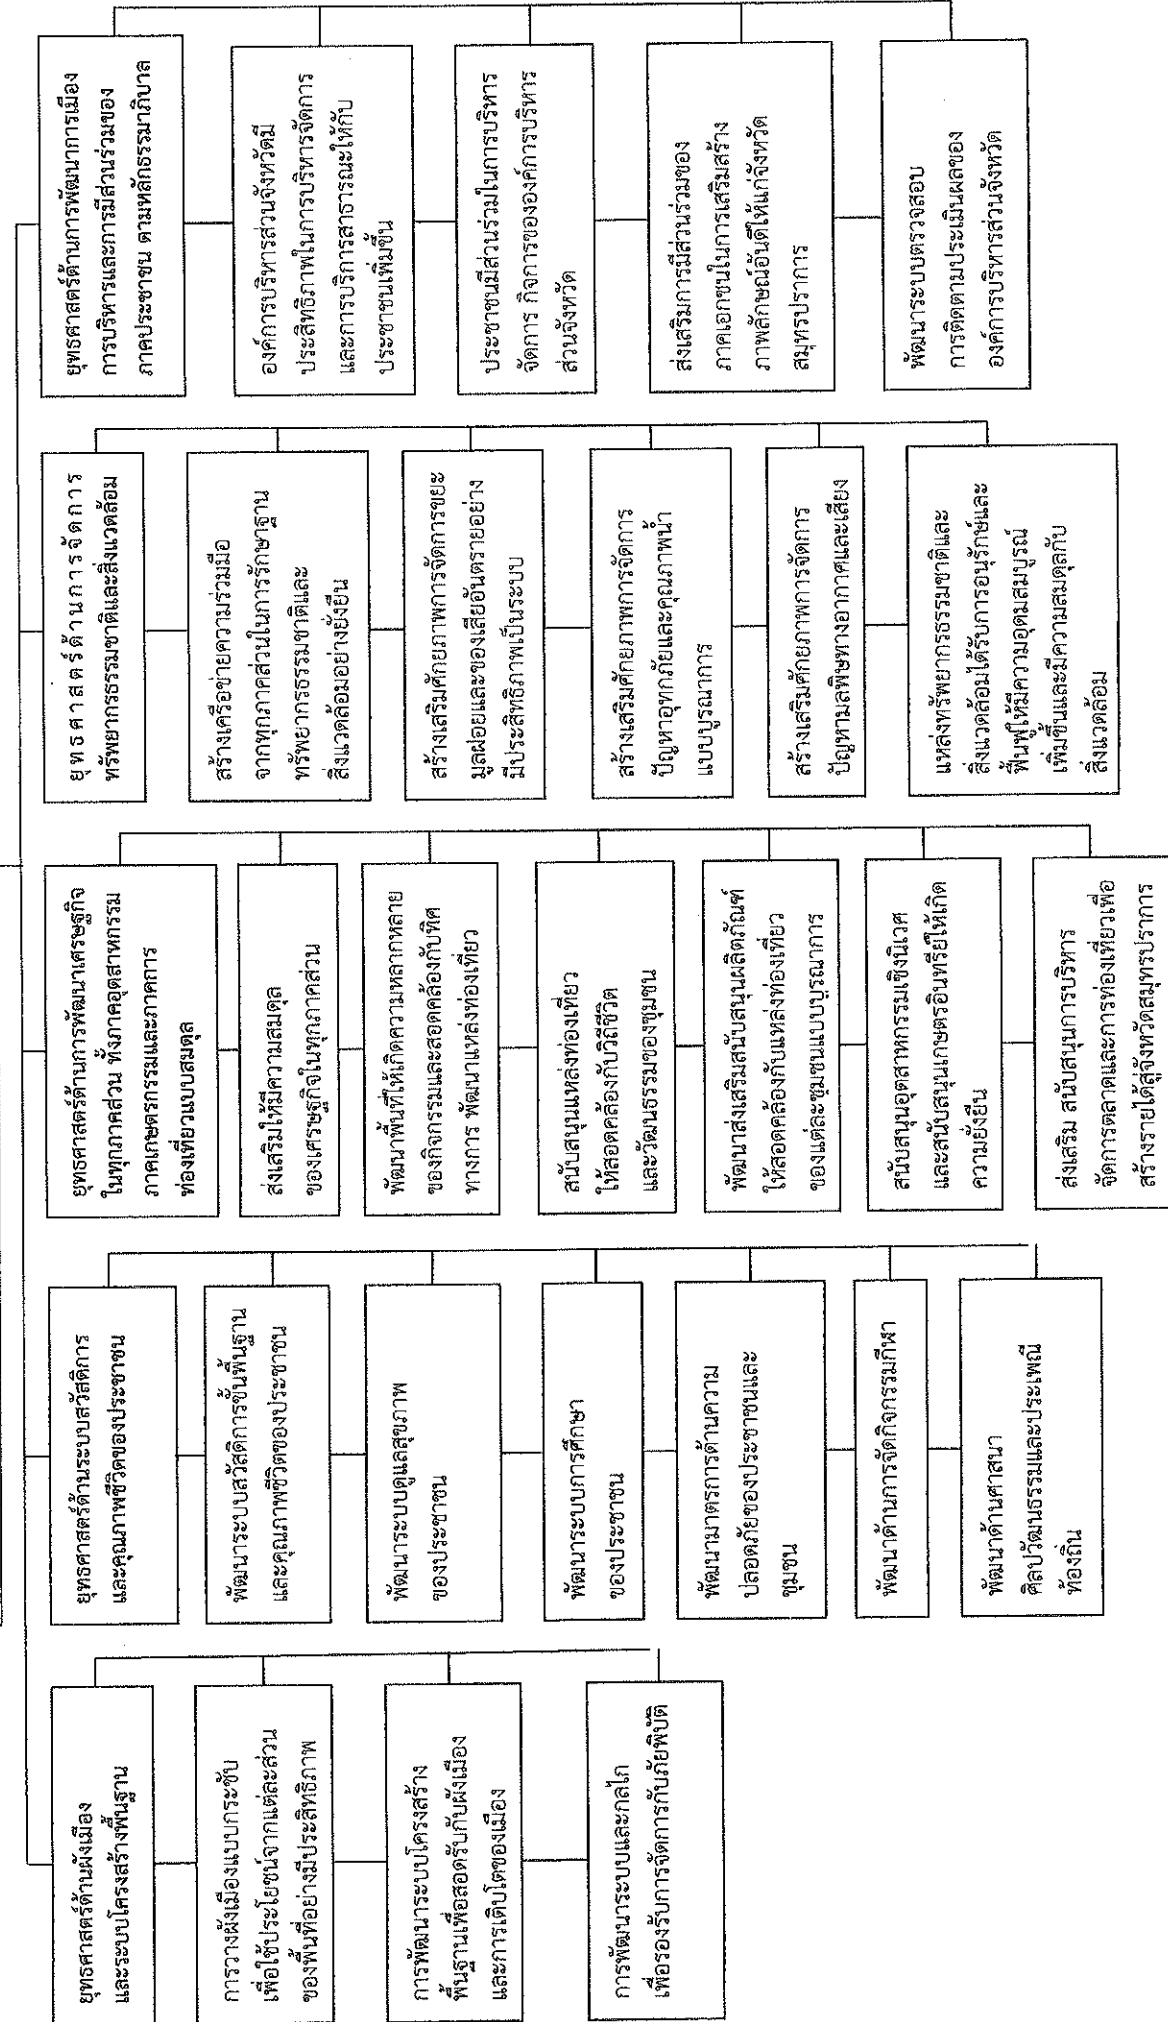 ยุทธศาสตร์ด้านผังเมือง
และระบบโครงสร้างพื้นฐาน
การวางผังเมืองแบบกระชับ
เพื่อใช้ประโยชน์จากแต่ละส่วน
ของพื้นที่อย่างมีประสิทธิภาพ
การพัฒนาระบบโครงสร้าง
พื้นฐานเพื่อสอดรับกับผังเมือง
และการเติบโตของเมือง
การพัฒนาระบบและกลไก
เพื่อรองรับการจัดการกับภัยพิบัติ
ยุทธศาสตร์ด้านระบบสวัสดิการ
และคุณภาพชีวิตของประชาชน
พัฒนาระบบสวัสดิการขั้นพื้นฐาน
และคุณภาพชีวิตของประชาชน
พัฒนาระบบดูแลสุขภาพ
ของประชาชน
พัฒนาระบบการศึกษา
ของประชาชน
พัฒนามาตรการด้านความ
ปลอดภัยของประชาชนและ
ชุมชน
พัฒนาด้านการจัดกิจกรรมกีฬา
พัฒนาด้านศาสนา
ศิลปวัฒนธรรมและประเพณี
ท้องถิ่น
ยุทธศาสตร์ด้านการพัฒนาเศรษฐกิจ
ในทุกภาคส่วน ทั้งภาคอุตสาหกรรม
ภาคเกษตรกรรมและภาคการ
ท่องเที่ยวแบบสมดุล
ส่งเสริมให้มีความสมดุล
ของเศรษฐกิจในทุกภาคส่วน
พัฒนาพื้นที่ให้เกิดความหลากหลาย
ของกิจกรรมและสอดคล้องกับทิศ
ทางการ พัฒนาแหล่งท่องเที่ยว
สนับสนุนแหล่งท่องเที่ยว
ให้สอดคล้องกับวิถีชีวิต
และวัฒนธรรมของชุมชน
พัฒนาส่งเสริมสนับสนุนผลิตภัณฑ์
ให้สอดคล้องกับแหล่งท่องเที่ยว
ของแต่ละชุมชนแบบบูรณาการ
สนับสนุนอุตสาหกรรมเชิงนิเวศ
และสนับสนุนเกษตรอินทรีย์ให้เกิด
ความยั่งยืน
ส่งเสริม สนับสนุนการบริหาร
จัดการตลาดและการท่องเที่ยวเพื่อ
สร้างรายได้สู่จังหวัดสมุทรปราการ
ยุทธศาสตร์ด้านการจัดการ
ทรัพยากรธรรมชาติและสิ่งแวดล้อม
สร้างเครือข่ายความร่วมมือ
จากทุกภาคส่วนในการรักษาฐาน
ทรัพยากรธรรมชาติและ
สิ่งแวดล้อมอย่างยั่งยืน
สร้างเสริมศักยภาพการจัดการขยะ
มูลฝอยและของเสียอันตรายอย่าง
มีประสิทธิภาพเป็นระบบ
สร้างเสริมศักยภาพการจัดการ
ปัญหาอุทกภัยและคุณภาพน้ำ
แบบบูรณาการ
สร้างเสริมศักยภาพการจัดการ
ปัญหามลพิษทางอากาศและเสียง
แหล่งทรัพยากรธรรมชาติและ
สิ่งแวดล้อมได้รับการอนุรักษ์และ
ฟื้นฟูให้มีความอุดมสมบูรณ์
เพิ่มขึ้นและมีความสมดุลกับ
สิ่งแวดล้อม
ยุทธศาสตร์ด้านการพัฒนาการเมือง
การบริหารและการมีส่วนร่วมของ
ภาคประชาชน ตามหลักธรรมาภิบาล
องค์การบริหารส่วนจังหวัดมี
ประสิทธิภาพในการบริหารจัดการ
และการบริการสาธารณะให้กับ
ประชาชนเพิ่มขึ้น
ประชาชนมีส่วนร่วมในการบริหาร
จัดการ กิจการขององค์การบริหาร
ส่วนจังหวัด
ส่งเสริมการมีส่วนร่วมของ
ภาคเอกชนในการเสริมสร้าง
ภาพลักษณ์อันดีให้แก่จังหวัด
สมุทรปราการ
พัฒนาระบบตรวจสอบ
การติดตามประเมินผลของ
องค์การบริหารส่วนจังหวัด